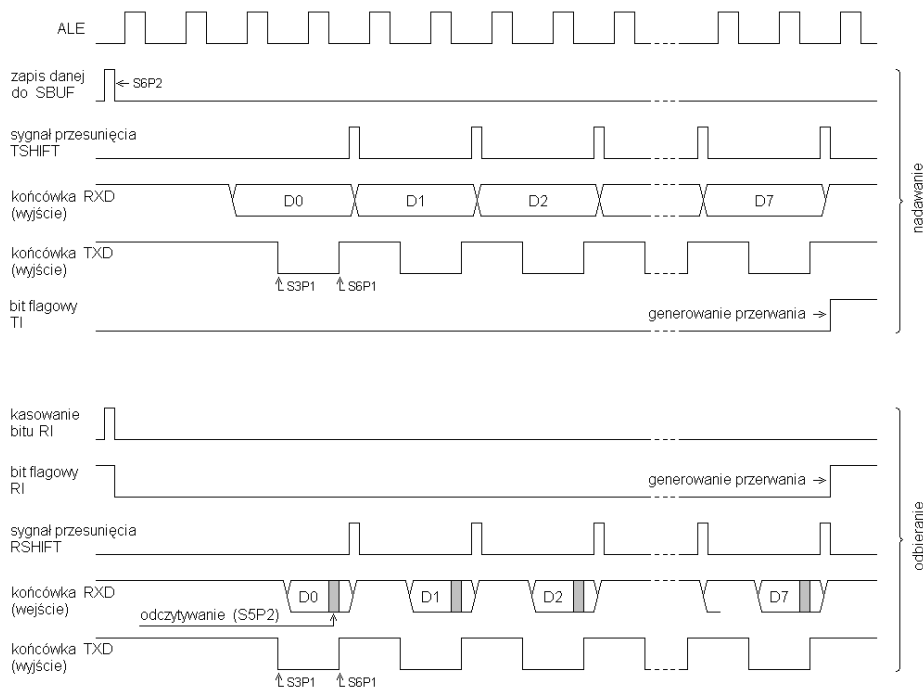 ALE
zapis danej
do SBUF
← S6P2
sygnał przesunięcia
TSHIFT
końcówka RXD
(wyjście)
D0 D1 D2 D7
końcówka TXD
(wyjście)
S3P1 S6P1
bit flagowy
TI
generowanie przerwania →
nadawanie
kasowanie
bitu RI
bit flagowy
RI
generowanie przerwania →
sygnał przesunięcia
RSHIFT
końcówka RXD
(wejście)
D0 D1 D2 D7
odczytywanie (S5P2)
końcówka TXD
(wyjście)
S3P1 S6P1
odbieranie